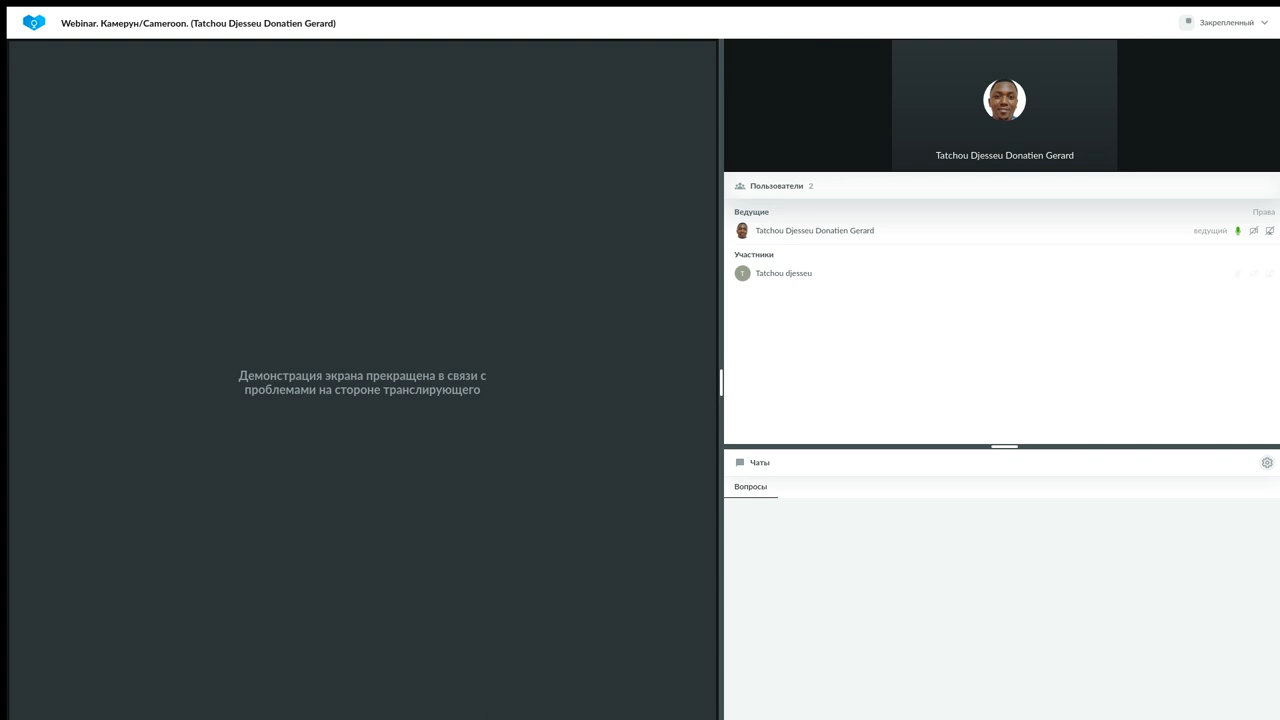 Webinar. Камерун/Cameroon. (Tatchou Djesseu Donatien Gerard)
Закрепленный
Tatchou Djesseu Donatien Gerard
Пользователи 2
Ведущие Права
Tatchou Djesseu Donatien Gerard ведущий
Участники
T Tatchou djesseu
Демонстрация экрана прекращена в связи с
проблемами на стороне транслирующего
Чаты
Вопросы